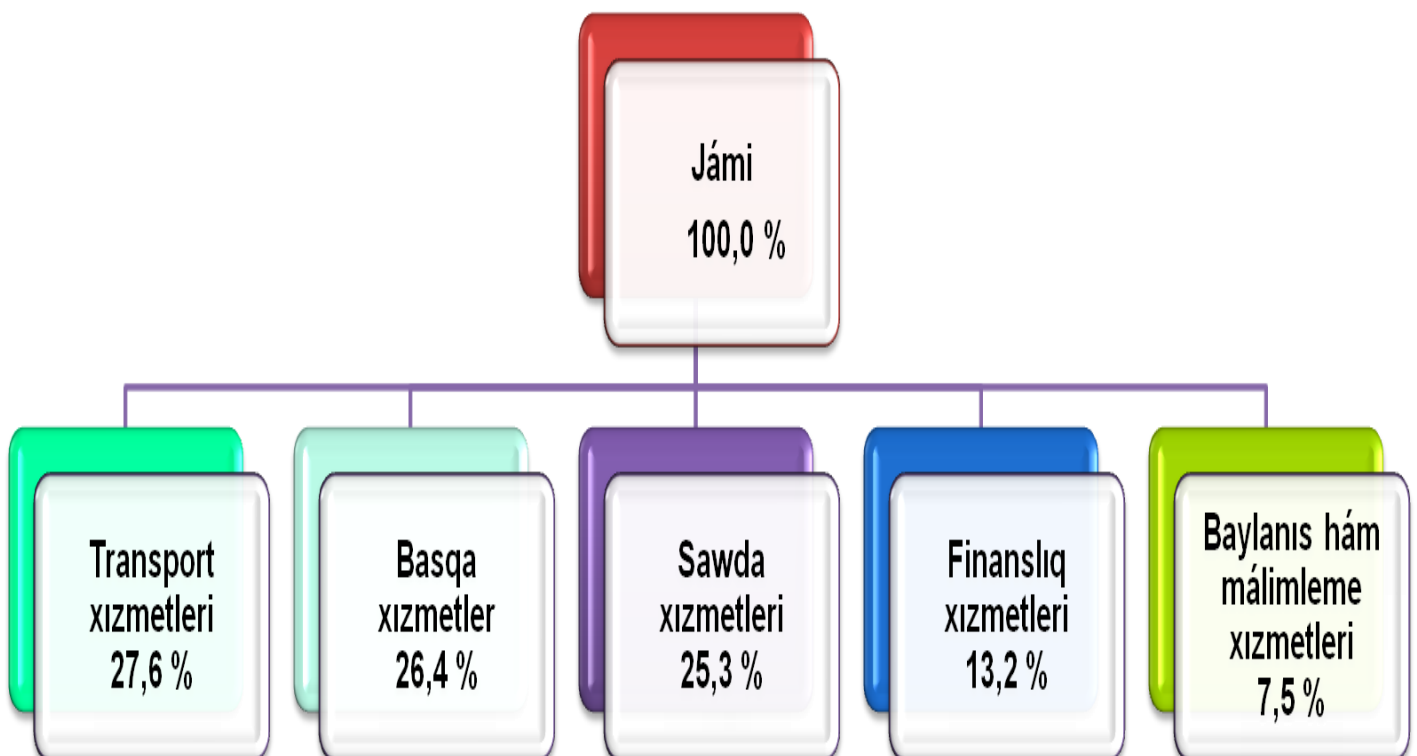 Jámi
100,0 %
Transport
xızmetleri
27,6 %
Basqa
xızmetler
26,4 %
Sawda
xızmetleri
25,3 %
Finanslıq
xızmetleri
13,2 %
Baylanıs hám
málimleme
xızmetleri
7,5 %